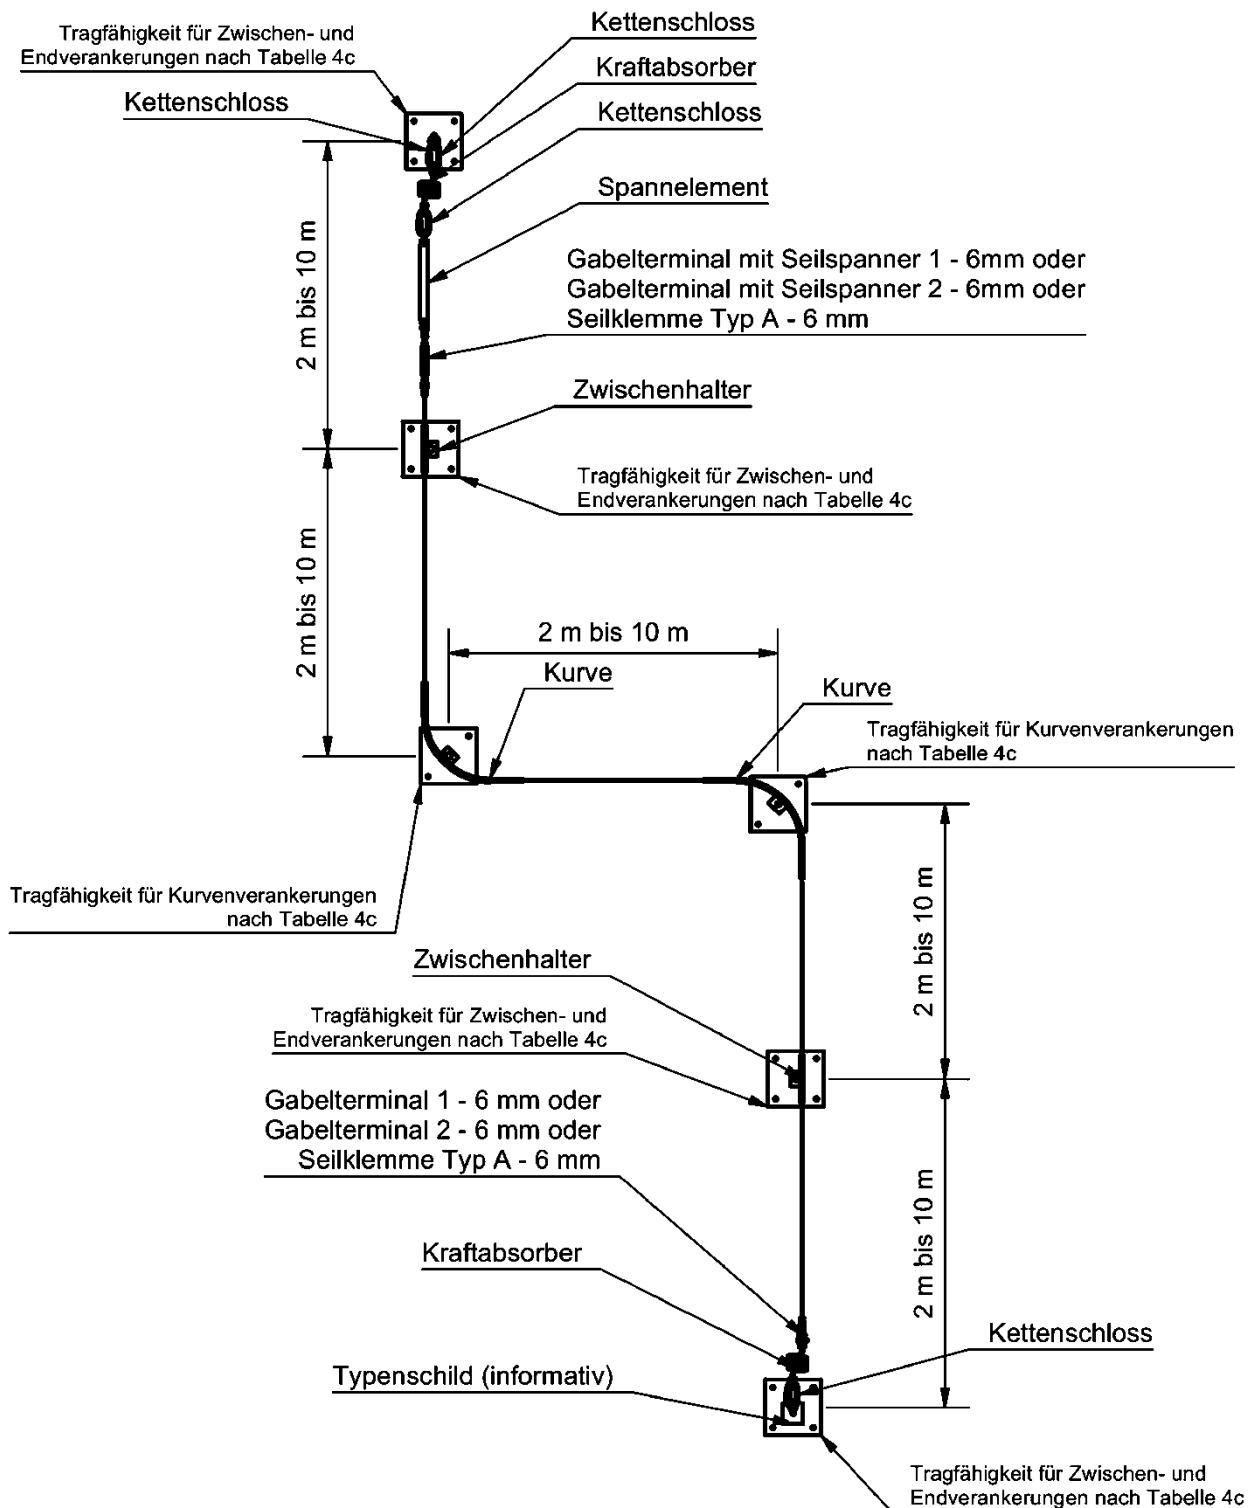 Kettenschloss
Tragfähigkeit für Zwischen- und
Endverankerungen nach Tabelle 4c
Kraftabsorber
Kettenschloss
Kettenschloss
Spannelement
2 m bis 10 m
Gabelterminal mit Seilspanner 1 - 6mm oder
Gabelterminal mit Seilspanner 2 - 6mm oder
Seilklemme Typ A - 6 mm
Zwischenhalter
Tragfähigkeit für Zwischen- und
Endverankerungen nach Tabelle 4c
2 m bis 10 m
2 m bis 10 m
Kurve
Kurve
Tragfähigkeit für Kurvenverankerungen
nach Tabelle 4c
Tragfähigkeit für Kurvenverankerungen
nach Tabelle 4c
2 m bis 10 m
Zwischenhalter
Tragfähigkeit für Zwischen- und
Endverankerungen nach Tabelle 4c
Gabelterminal 1 - 6 mm oder
Gabelterminal 2 - 6 mm oder
Seilklemme Typ A - 6 mm
2 m bis 10 m
Kraftabsorber
Kettenschloss
Typenschild (informativ)
Tragfähigkeit für Zwischen- und
Endverankerungen nach Tabelle 4c